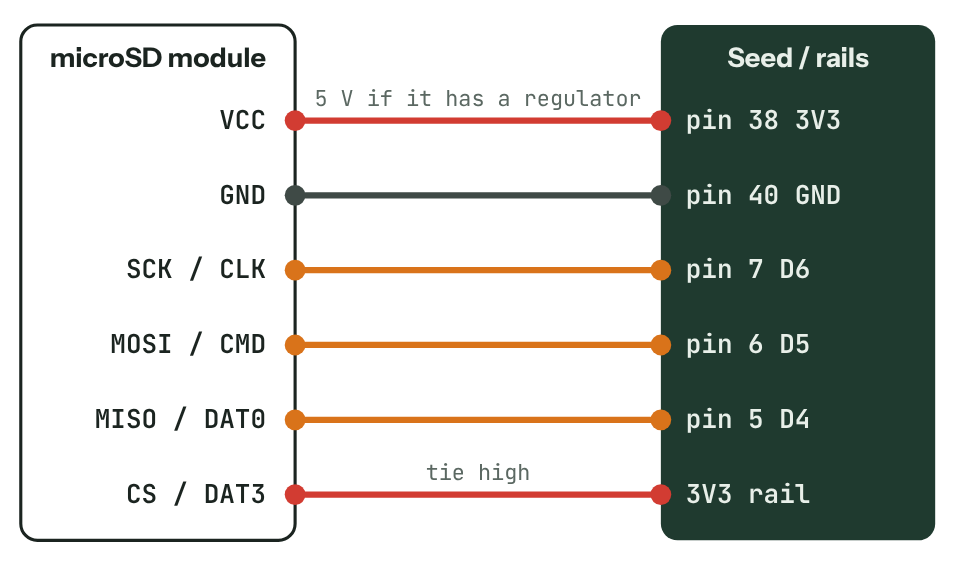 microSD module
Seed / rails
5 V if it has a regulator
VCC
pin 38 3V3
GND
pin 40 GND
SCK / CLK
pin 7 D6
MOSI / CMD
pin 6 D5
MISO / DAT0
pin 5 D4
tie high
CS / DAT3
3V3 rail